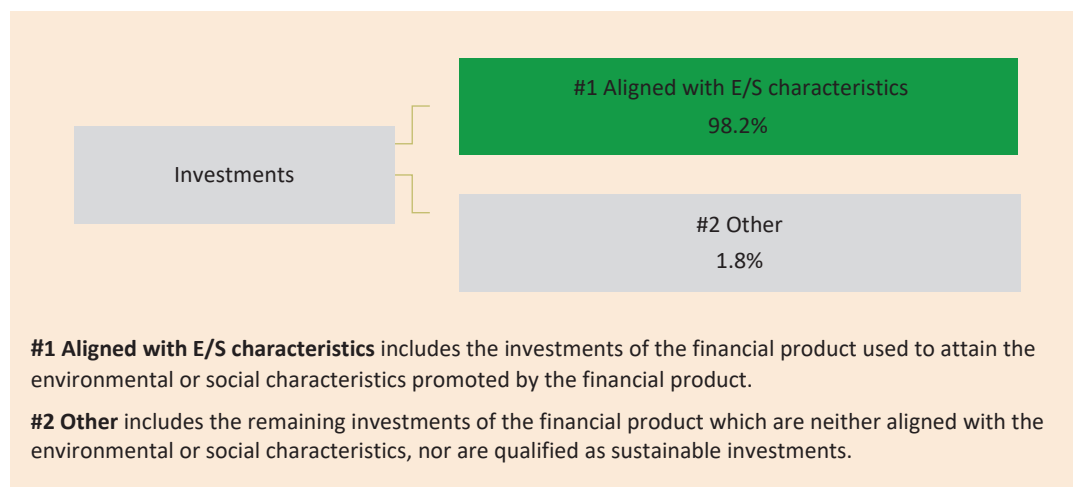 #1 Aligned with E/S characteristics
98.2%
Investments
#2 Other
1.8%
#1 Aligned with E/S characteristics includes the investments of the financial product used to attain the
environmental or social characteristics promoted by the financial product.
#2 Other includes the remaining investments of the financial product which are neither aligned with the
environmental or social characteristics, nor are qualified as sustainable investments.